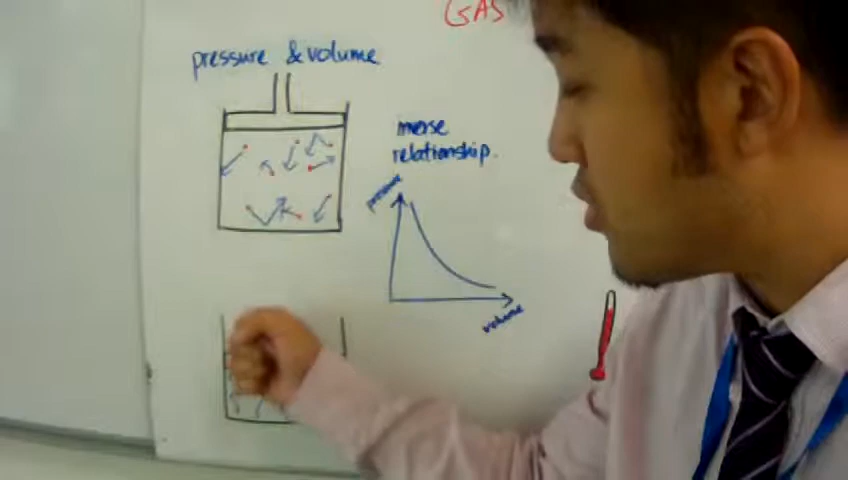 GAS
pressure & volume
inverse
relationship.
pressure
volume